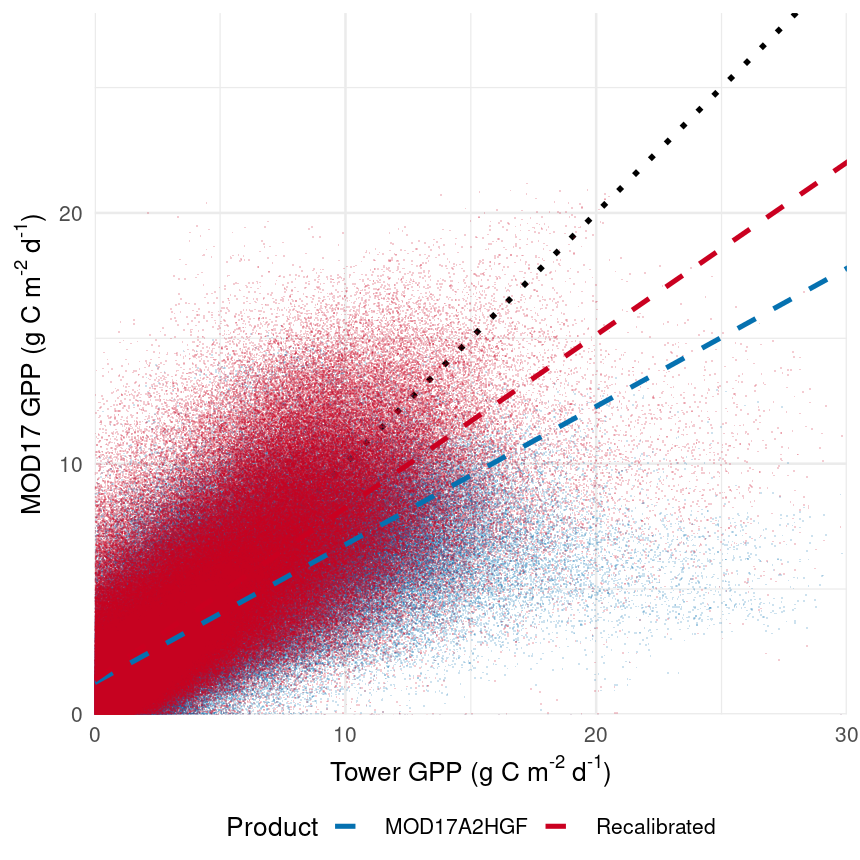 MOD17 GPP (g C m⁻² d⁻¹)
20
10
0
0 10 20 30
Tower GPP (g C m⁻² d⁻¹)
Product MOD17A2HGF Recalibrated